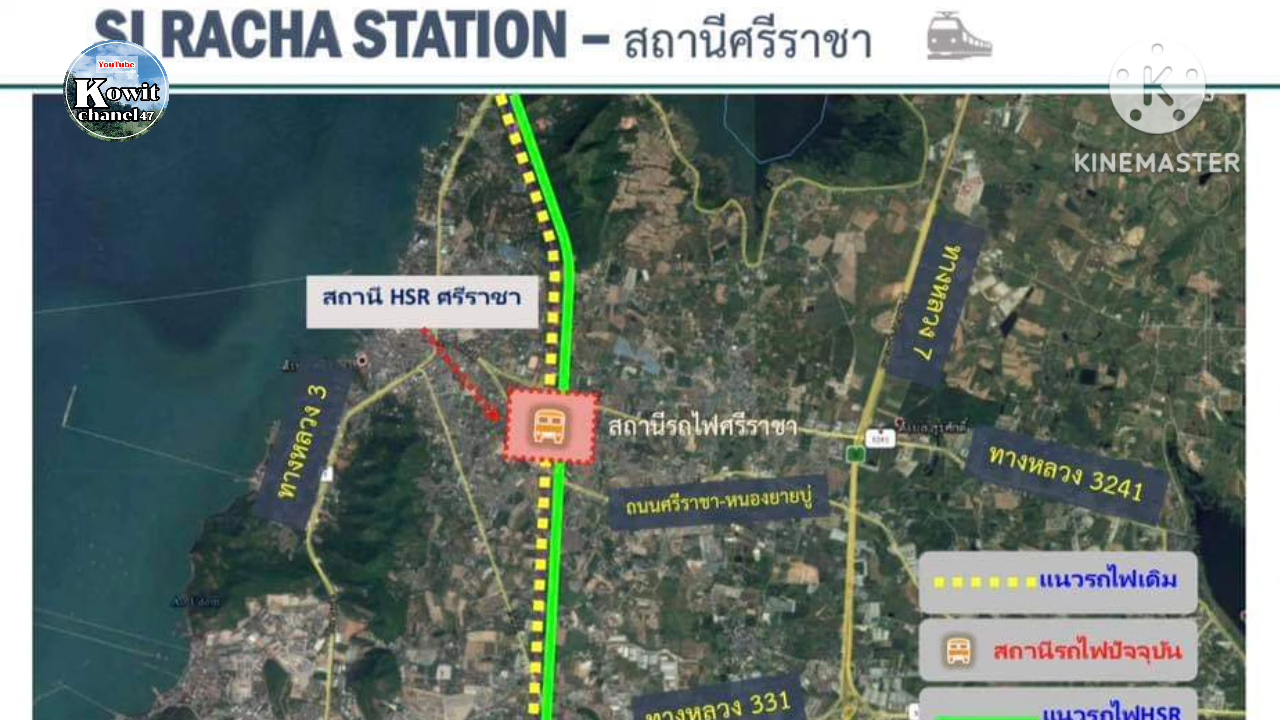 SI RACHA STATION – สถานีศรีราชา
YouTube
Kowit
chanel47
K
KINEMASTER
สถานี HSR ศรีราชา
ทางหลวง 7
ทางหลวง 3
สถานีรถไฟศรีราชา
3241
ทางหลวง 3241
ถนนศรีราชา-หนองยายบู่
แนวรถไฟเดิม
Ao Udom
สถานีรถไฟปัจจุบัน
ทางหลวง 331
แนวรถไฟHSR